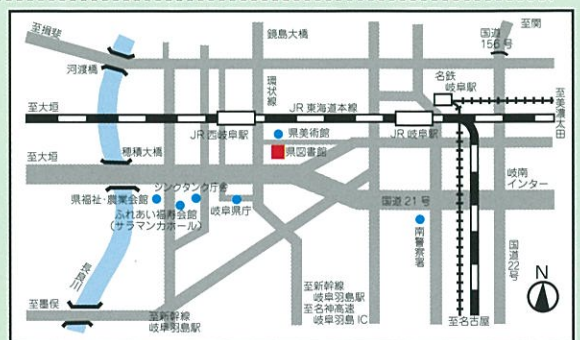 至揖斐
河渡橋
鏡島大橋
国道
156号
至関
名鉄
岐阜駅
環状線
至大垣
JR東海道本線
至美濃太田
JR西岐阜駅
県美術館
JR岐阜駅
県図書館
至大垣
穂積大橋
岐南
インター
シンクタンク庁舎
県福祉・農業会館
ふれあい福寿会館
(サラマンカホール)
岐阜県庁
国道21号
南警察署
国道22号
長良川
至墨俣
至新幹線
岐阜羽島駅
至新幹線
岐阜羽島駅
至名神高速
岐阜羽島IC
至名古屋
N